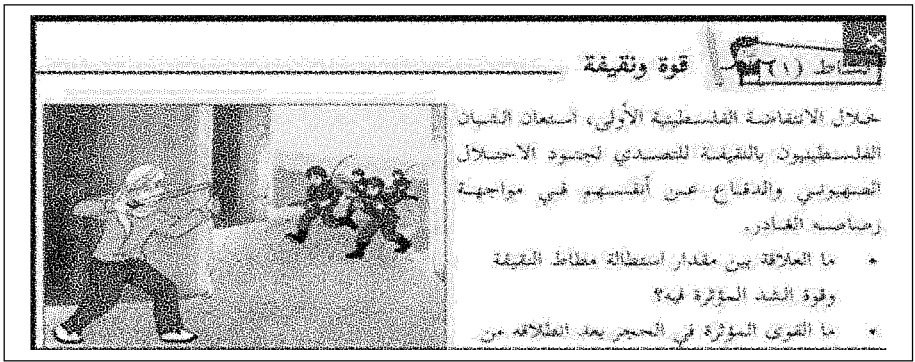 نشاط (١)
قوة ونقيفة
خلال الانتفاضة الفلسطينية الأولى، استعان الشبان
الفلسطينيون بالنقيفة للتصدي لجنود الاحتلال
الصهيوني والدفاع عن أنفسهم في مواجهة
رصاصه الغادر.
• ما العلاقة بين مقدار استطالة مطاط النقيفة
وقوة الشد المؤثرة فيه؟
• ما القوى المؤثرة في الحجر بعد انطلاقه من